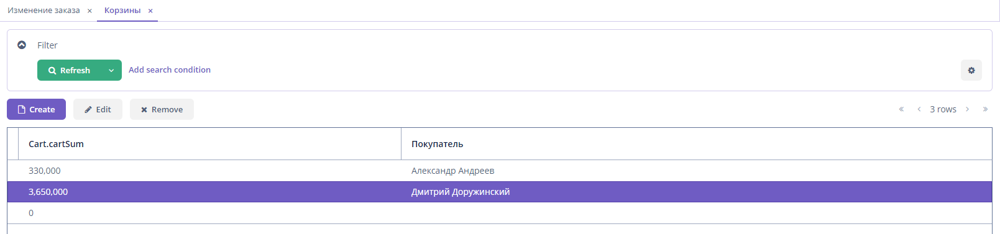 Изменение заказа × Корзины ×
Filter
Refresh Add search condition
Create Edit Remove 3 rows
Cart.cartSum Покупатель
330,000 Александр Андреев
3,650,000 Дмитрий Доружинский
0